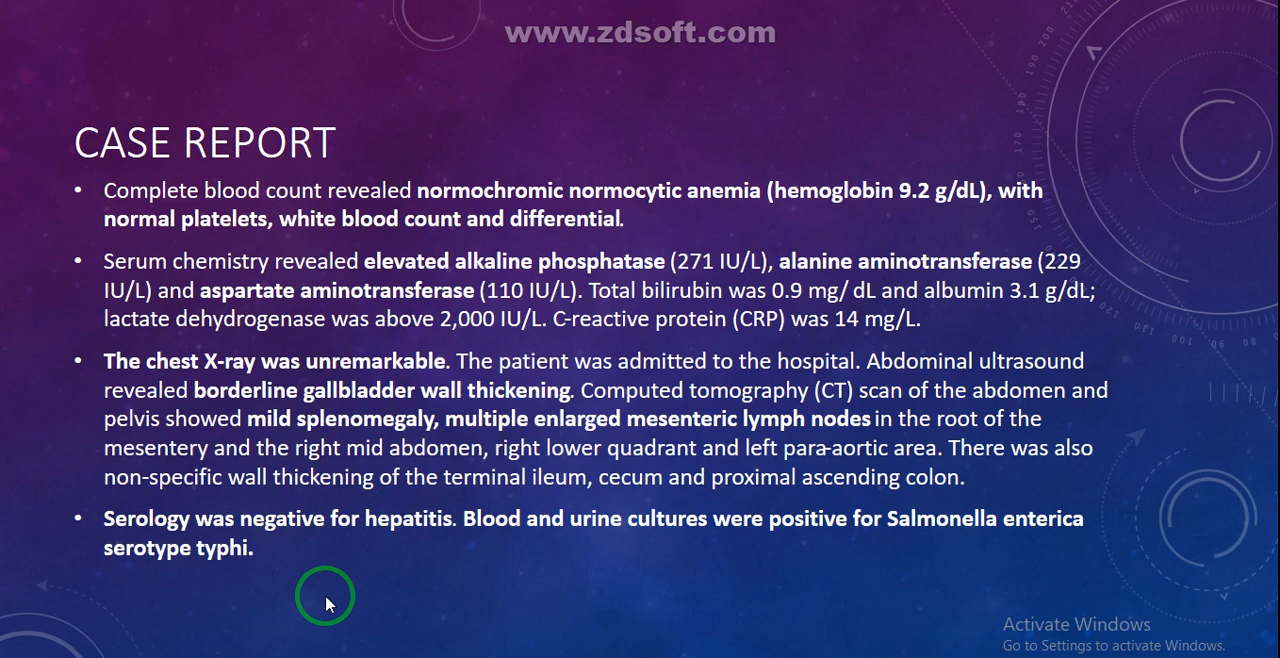 www.zdsoft.com
CASE REPORT
• Complete blood count revealed normochromic normocytic anemia (hemoglobin 9.2 g/dL), with
normal platelets, white blood count and differential.
• Serum chemistry revealed elevated alkaline phosphatase (271 IU/L), alanine aminotransferase (229
IU/L) and aspartate aminotransferase (110 IU/L). Total bilirubin was 0.9 mg/ dL and albumin 3.1 g/dL;
lactate dehydrogenase was above 2,000 IU/L. C-reactive protein (CRP) was 14 mg/L.
• The chest X-ray was unremarkable. The patient was admitted to the hospital. Abdominal ultrasound
revealed borderline gallbladder wall thickening. Computed tomography (CT) scan of the abdomen and
pelvis showed mild splenomegaly, multiple enlarged mesenteric lymph nodes in the root of the
mesentery and the right mid abdomen, right lower quadrant and left para-aortic area. There was also
non-specific wall thickening of the terminal ileum, cecum and proximal ascending colon.
• Serology was negative for hepatitis. Blood and urine cultures were positive for Salmonella enterica
serotype typhi.
Activate Windows
Go to Settings to activate Windows.